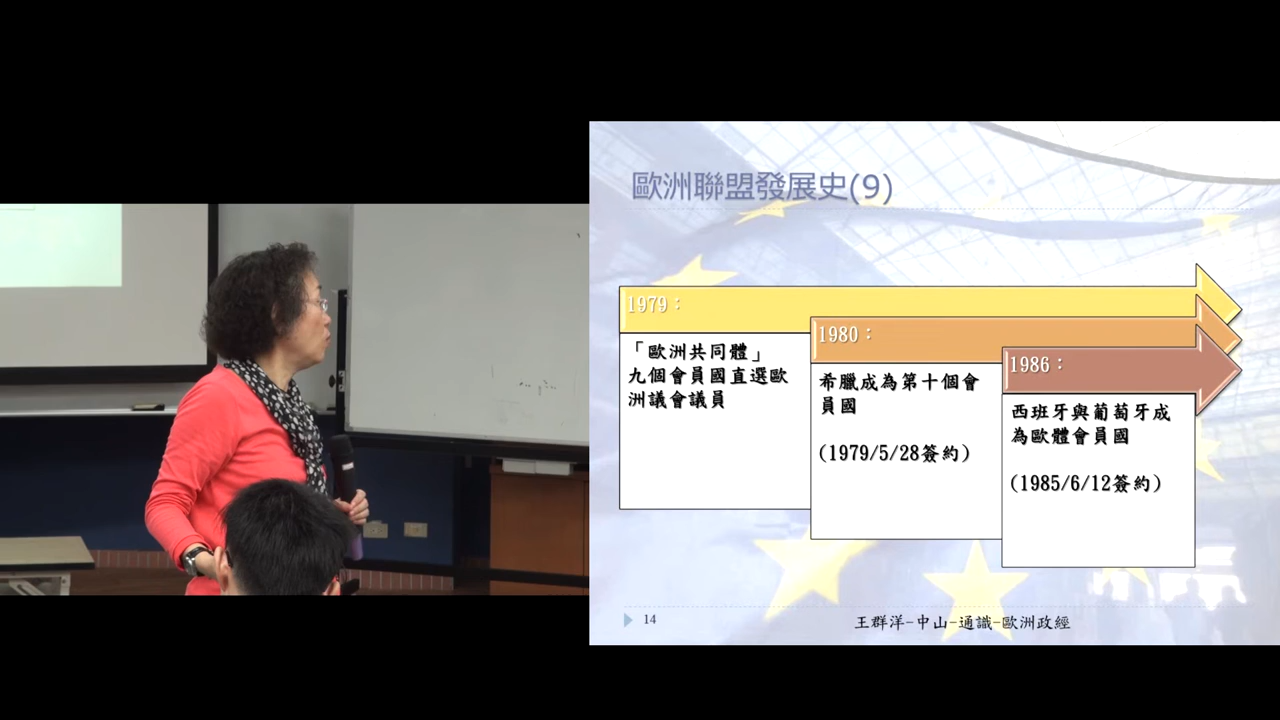 歐洲聯盟發展史(9)
1979：
「歐洲共同體」
九個會員國直選歐
洲議會議員
1980：
希臘成為第十個會
員國
(1979/5/28簽約)
1986：
西班牙與葡萄牙成
為歐體會員國
(1985/6/12簽約)
14
王群洋-中山-通識-歐洲政經